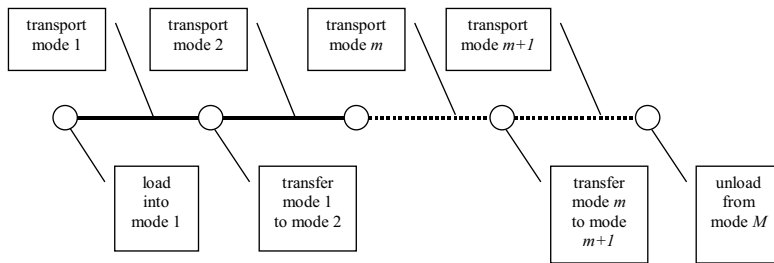 transport
mode 1
transport
mode 2
transport
mode m
transport
mode m+1
load
into
mode 1
transfer
mode 1
to mode 2
transfer
mode m
to mode
m+1
unload
from
mode M